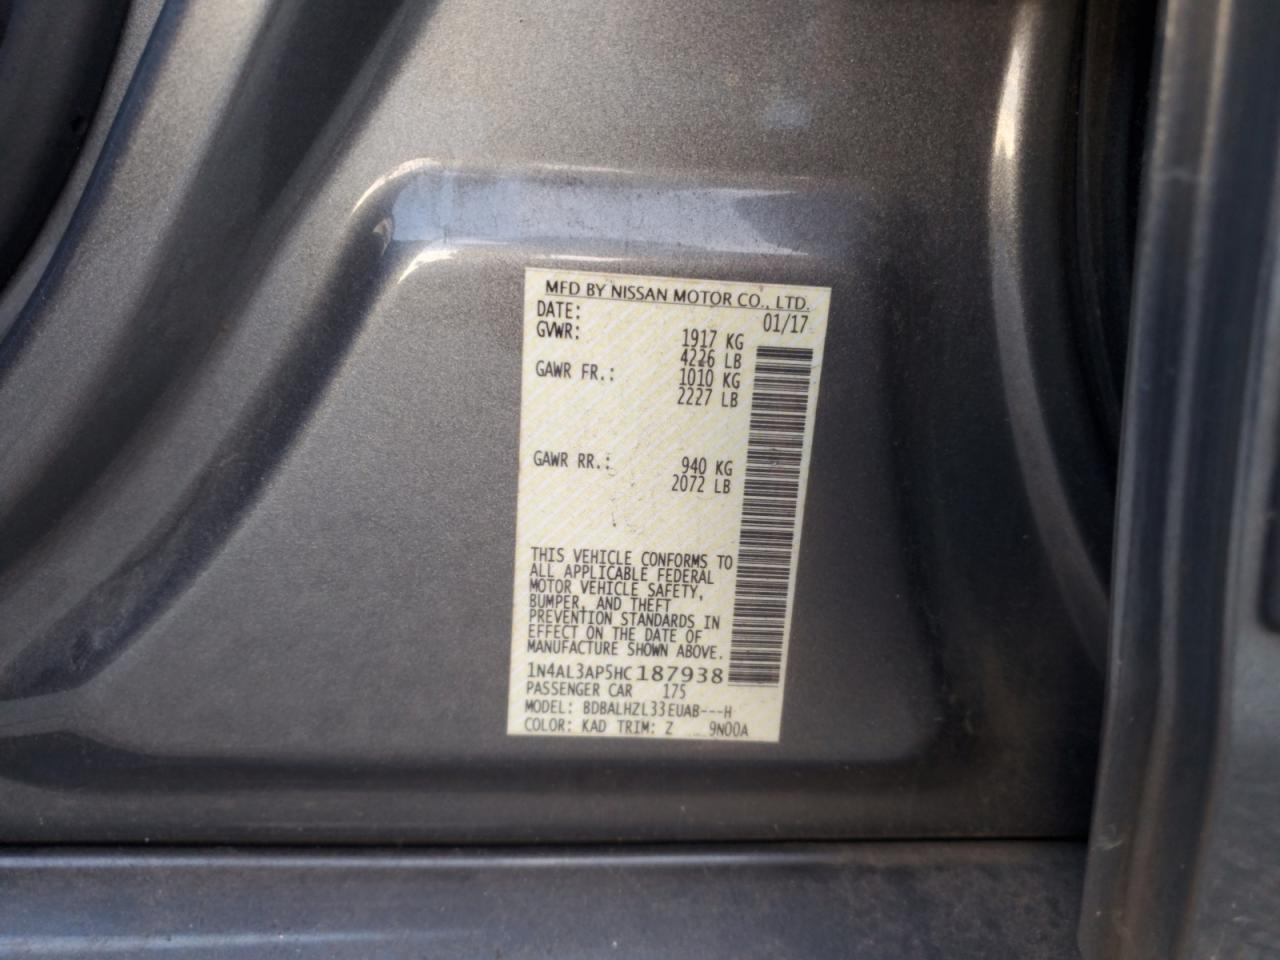 MFD BY NISSAN MOTOR CO., LTD.
DATE: 01/17
GVWR: 1917 KG
4226 LB
GAWR FR.: 1010 KG
2227 LB
GAWR RR.: 940 KG
2072 LB
THIS VEHICLE CONFORMS TO
ALL APPLICABLE FEDERAL
MOTOR VEHICLE SAFETY,
BUMPER, AND THEFT
PREVENTION STANDARDS IN
EFFECT ON THE DATE OF
MANUFACTURE SHOWN ABOVE.
1N4AL3AP5HC187938
PASSENGER CAR 175
MODEL: BDBALHZL33EUAB---H
COLOR: KAD TRIM: Z 9N00A